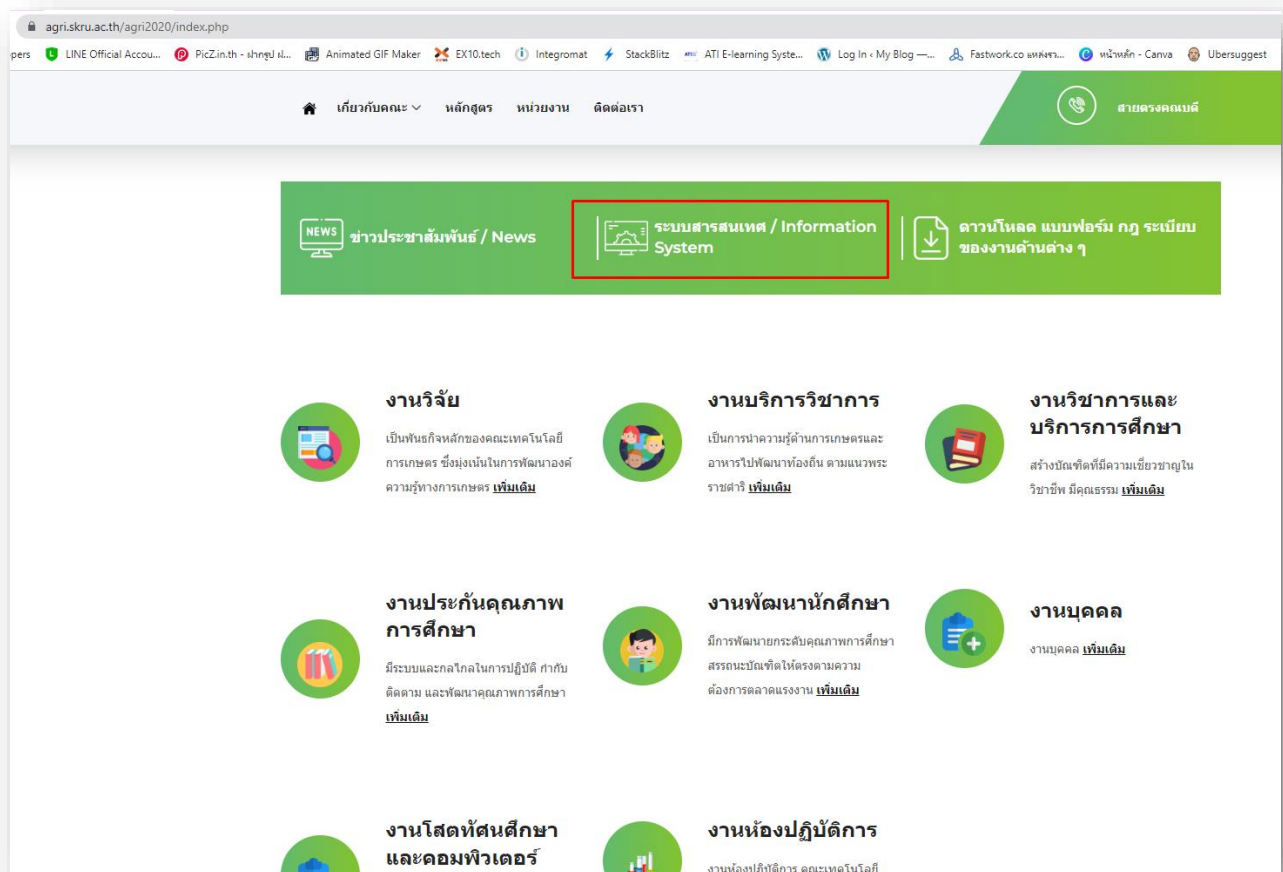 agri.skru.ac.th/agri2020/index.php
pers LINE Official Accou... PicZ.in.th - ฝากรูป ฝ... Animated GIF Maker EX10.tech Integromat StackBlitz ATI E-learning Syste... Log In ‹ My Blog —... Fastwork.co แหล่งรว... หน้าหลัก - Canva Ubersuggest
เกี่ยวกับคณะ หลักสูตร หน่วยงาน ติดต่อเรา
สายตรงคณบดี
NEWS ข่าวประชาสัมพันธ์ / News
ระบบสารสนเทศ / Information
System
ดาวน์โหลด แบบฟอร์ม กฎ ระเบียบ
ของงานด้านต่าง ๆ
งานวิจัย
เป็นพันธกิจหลักของคณะเทคโนโลยี
การเกษตร ซึ่งมุ่งเน้นในการพัฒนาองค์
ความรู้ทางการเกษตร เพิ่มเติม
งานบริการวิชาการ
เป็นการนำความรู้ด้านการเกษตรและ
อาหารไปพัฒนาท้องถิ่น ตามแนวพระ
ราชดำริ เพิ่มเติม
งานวิชาการและ
บริการการศึกษา
สร้างบัณฑิตที่มีความเชี่ยวชาญใน
วิชาชีพ มีคุณธรรม เพิ่มเติม
งานประกันคุณภาพ
การศึกษา
มีระบบและกลไกลในการปฏิบัติ กำกับ
ติดตาม และพัฒนาคุณภาพการศึกษา
เพิ่มเติม
งานพัฒนานักศึกษา
มีการพัฒนายกระดับคุณภาพการศึกษา
สรรถนะบัณฑิตให้ตรงตามความ
ต้องการตลาดแรงงาน เพิ่มเติม
งานบุคคล
งานบุคคล เพิ่มเติม
งานโสตทัศนศึกษา
และคอมพิวเตอร์
งานห้องปฏิบัติการ
งานห้องปฏิบัติการ คณะเทคโนโลยี